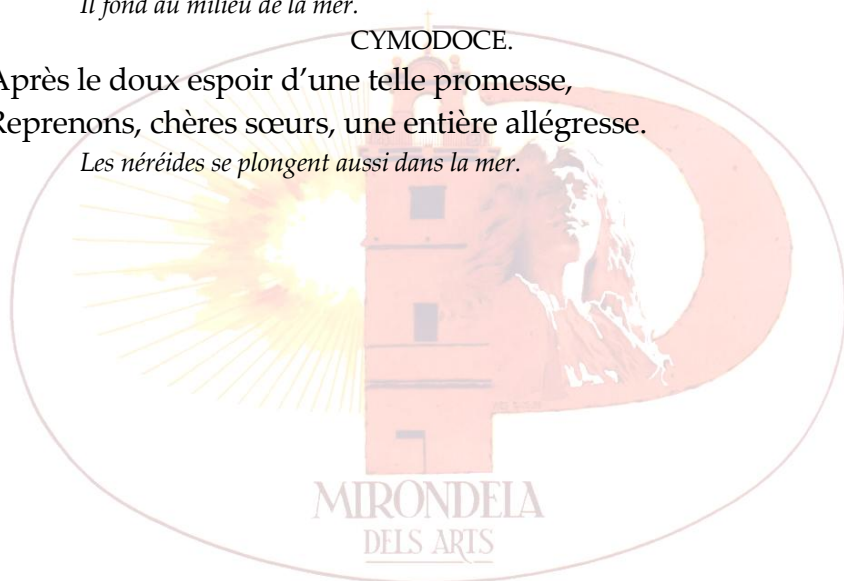 Il fond au milieu de la mer.
CYMODOCE.
Après le doux espoir d’une telle promesse,
Reprenons, chères sœurs, une entière allégresse.
Les néréides se plongent aussi dans la mer.
MIRONDELA
DELS ARTS